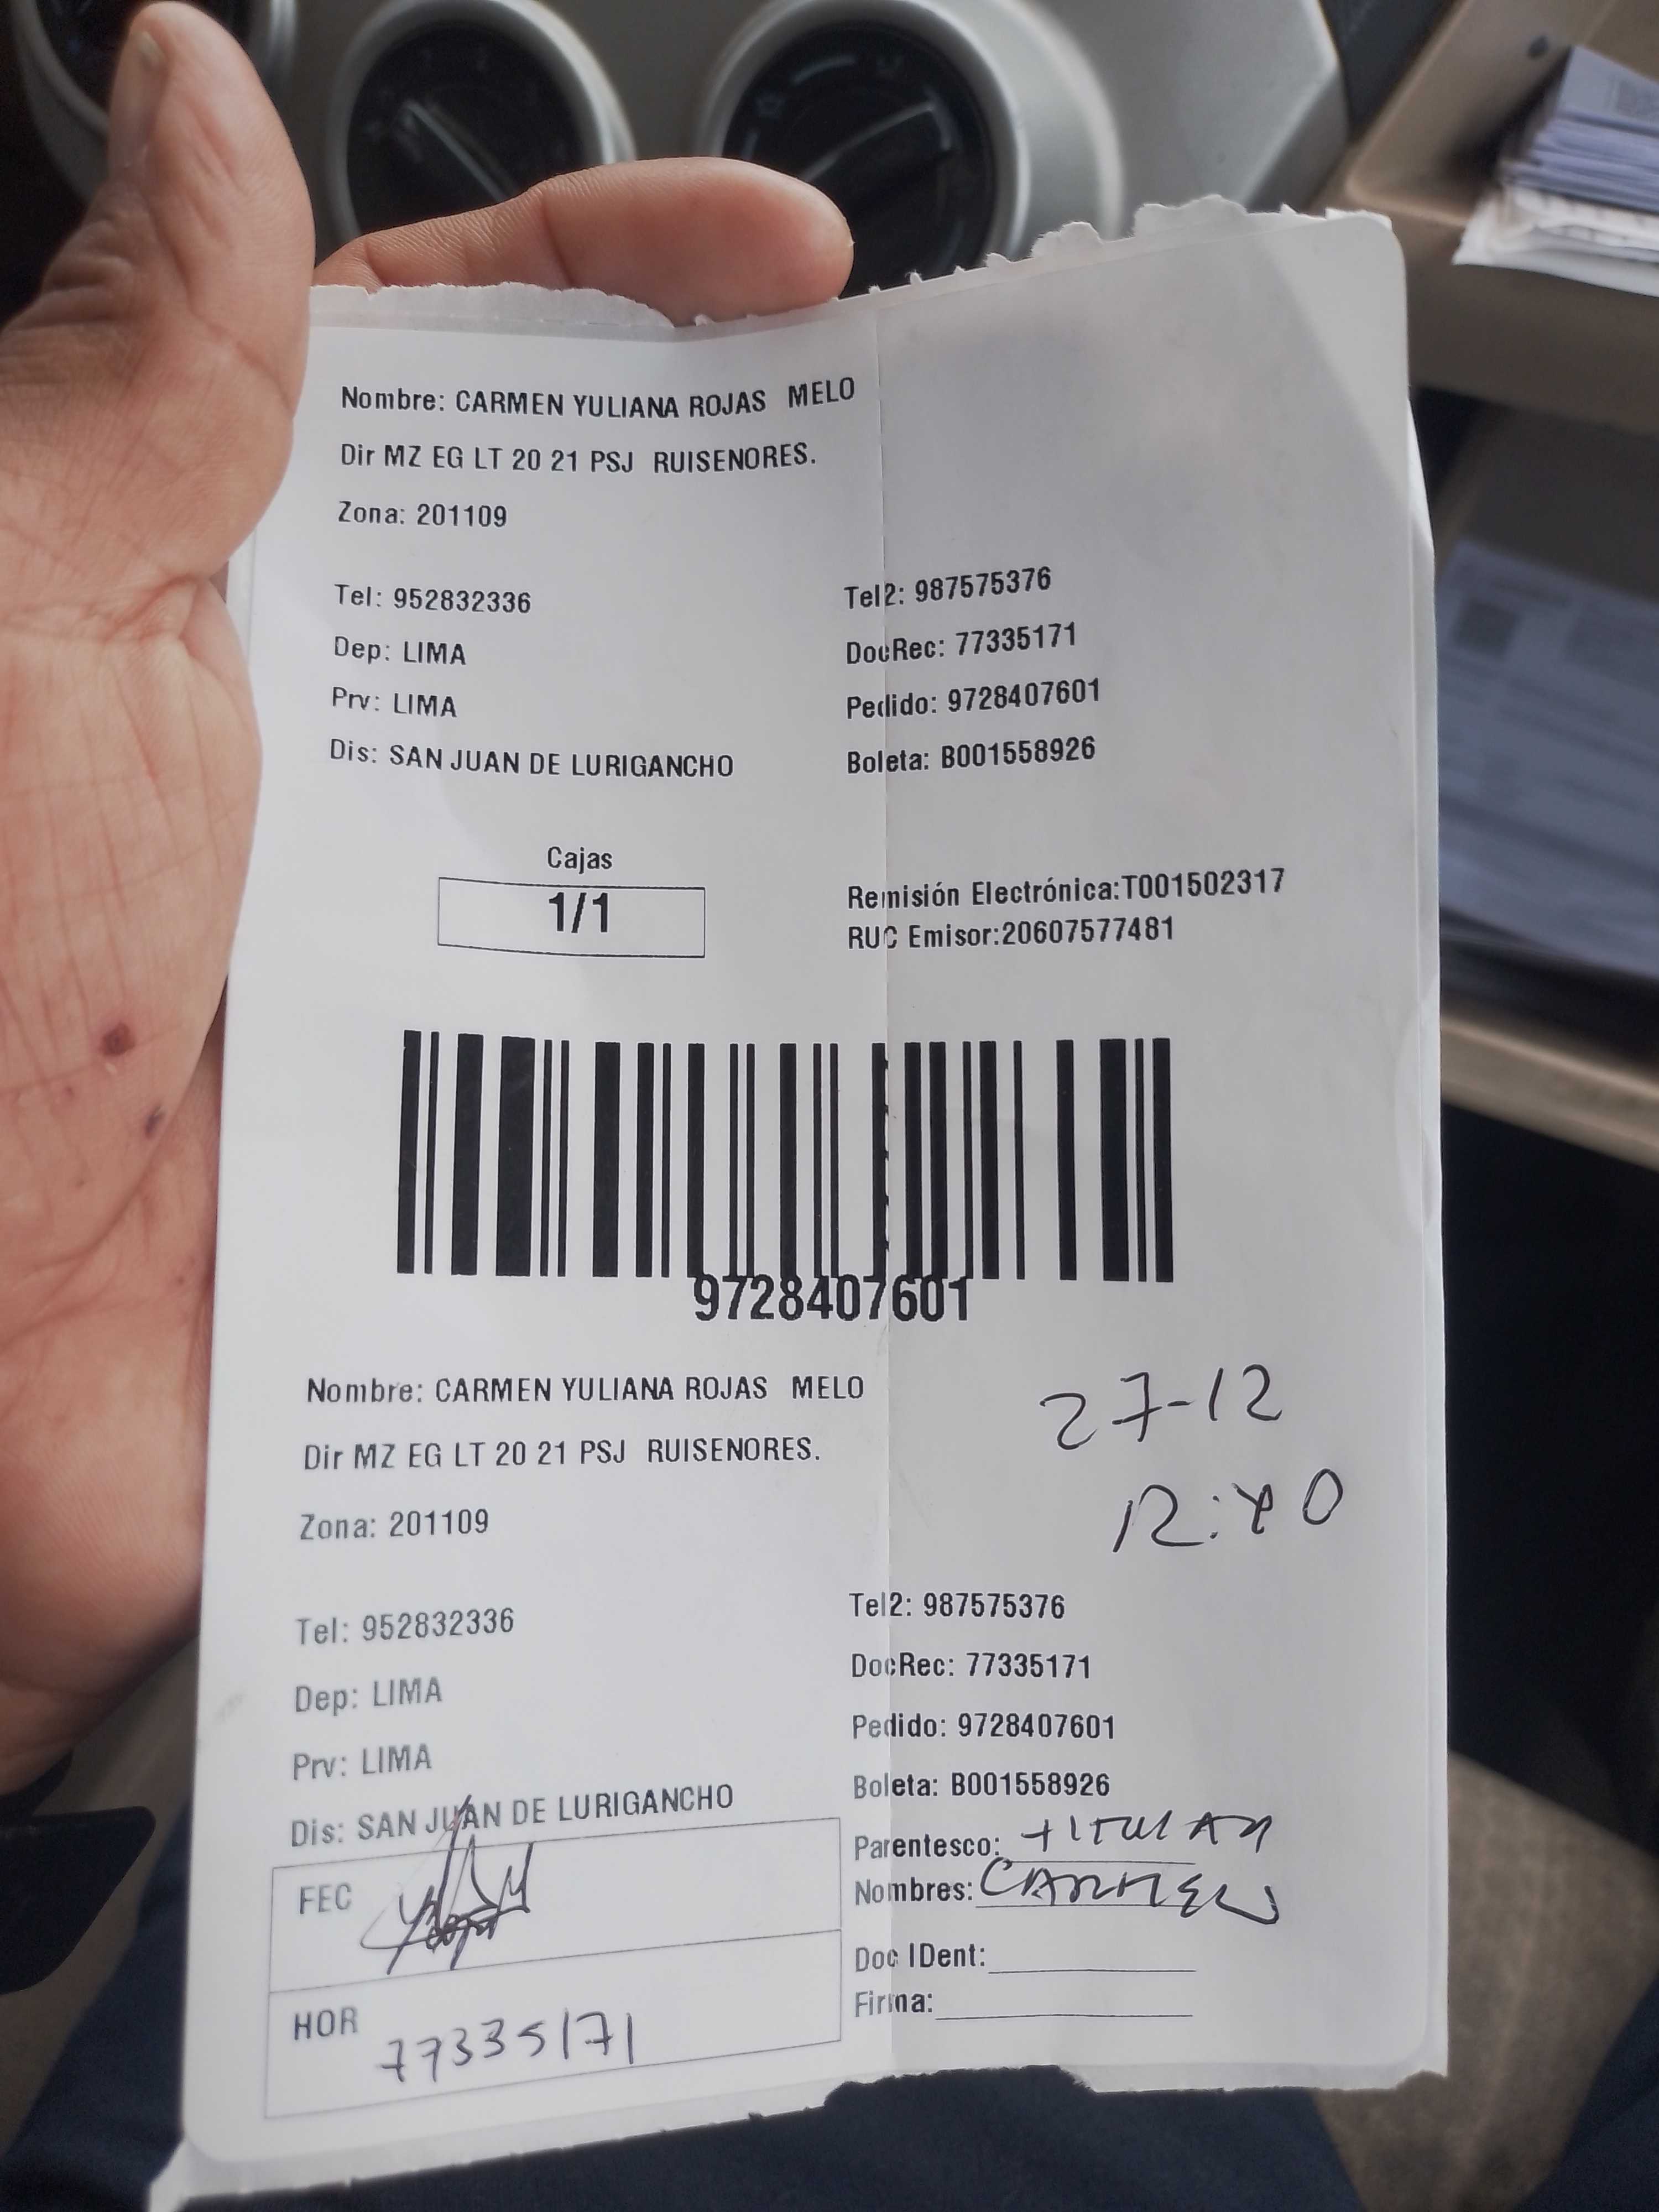 Nombre: CARMEN YULIANA ROJAS MELO
Dir MZ EG LT 20 21 PSJ RUISENORES.
Zona: 201109
Tel: 952832336
Dep: LIMA
Prv: LIMA
Dis: SAN JUAN DE LURIGANCHO
Tel2: 987575376
DocRec: 77335171
Pedido: 9728407601
Boleta: B001558926
Cajas
1/1
Remisión Electrónica:T001502317
RUC Emisor:20607577481
9728407601
Nombre: CARMEN YULIANA ROJAS MELO
Dir MZ EG LT 20 21 PSJ RUISENORES.
Zona: 201109
27-12
12:40
Tel: 952832336
Dep: LIMA
Prv: LIMA
Dis: SAN JUAN DE LURIGANCHO
Tel2: 987575376
DocRec: 77335171
Pedido: 9728407601
Boleta: B001558926
Parentesco: titular
Nombres: CARMEN
Doc IDent:
Firma:
FEC
HOR 77335171